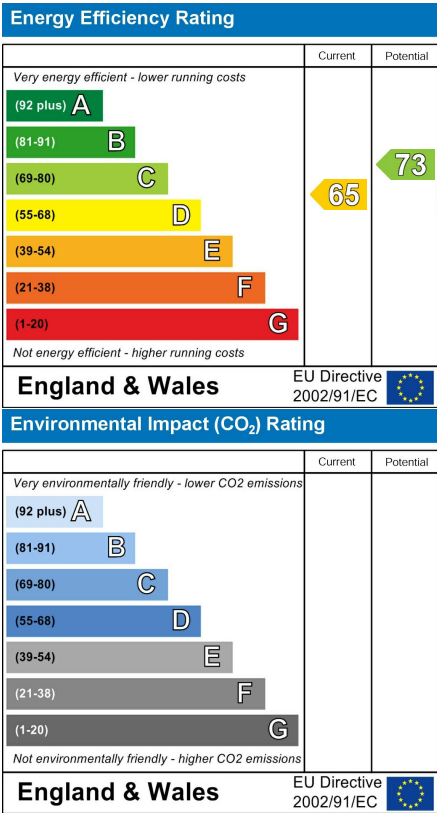 Energy Efficiency Rating
Current Potential
Very energy efficient - lower running costs
(92 plus) A
(81-91) B
(69-80) C
(55-68) D
(39-54) E
(21-38) F
(1-20) G
65
73
Not energy efficient - higher running costs
England & Wales
EU Directive
2002/91/EC
Environmental Impact (CO₂) Rating
Current Potential
Very environmentally friendly - lower CO2 emissions
(92 plus) A
(81-91) B
(69-80) C
(55-68) D
(39-54) E
(21-38) F
(1-20) G
Not environmentally friendly - higher CO2 emissions
England & Wales
EU Directive
2002/91/EC